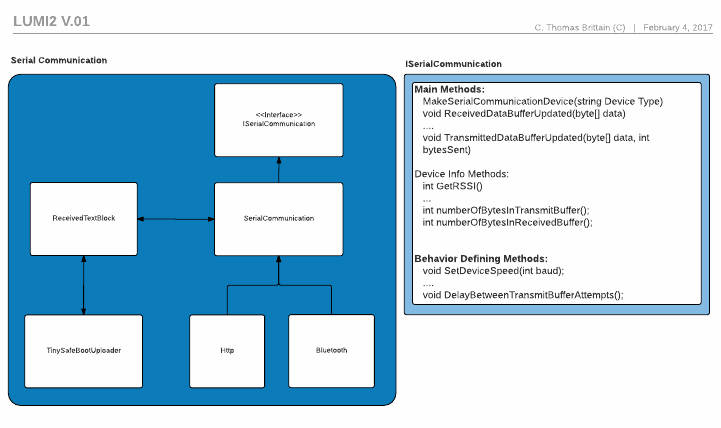 LUMI2 V.01
C. Thomas Brittain (C) | February 4, 2017
Serial Communication
<<Interface>>
ISerialCommunication
ReceivedTextBlock
SerialCommunication
TinySafeBootUploader
Http
Bluetooth
ISerialCommunication
Main Methods:
MakeSerialCommunicationDevice(string Device Type)
void ReceivedDataBufferUpdated(byte[] data)
....
void TransmittedDataBufferUpdated(byte[] data, int
bytesSent)
Device Info Methods:
int GetRSSI()
...
int numberOfBytesInTransmitBuffer();
int numberOfBytesInReceivedBuffer();
Behavior Defining Methods:
void SetDeviceSpeed(int baud);
....
void DelayBetweenTransmitBufferAttempts();